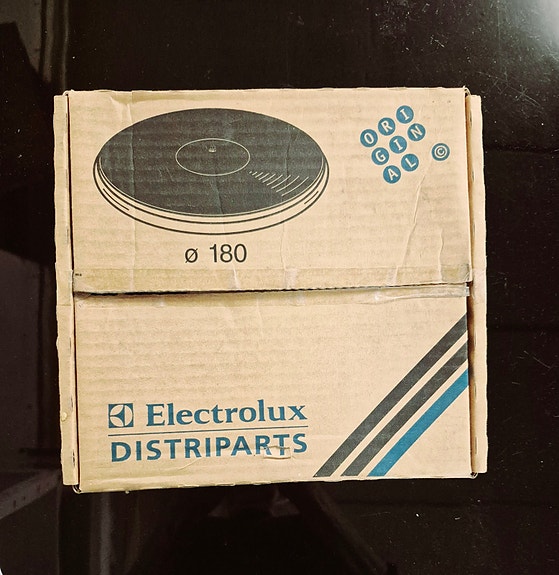 ORI
GIN
AL ©
ø 180
Electrolux
DISTRIPARTS